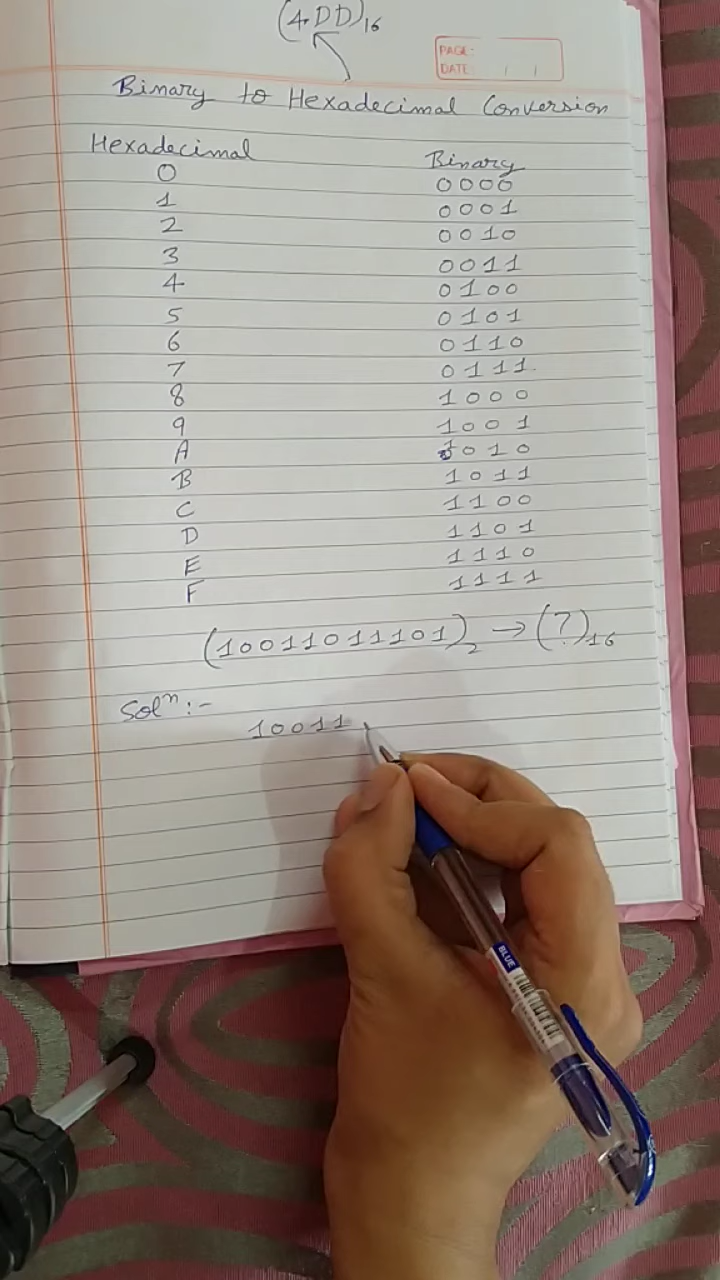 (4DD)16
PAGE:
DATE: / /
Binary to Hexadecimal Conversion
Hexadecimal Binary
0 0000
1 0001
2 0010
3 0011
4 0100
5 0101
6 0110
7 0111
8 1000
9 1001
A 1010
B 1011
C 1100
D 1101
E 1110
F 1111
(10011011101)2 → (?)16
Solⁿ :-
10011
BLUE